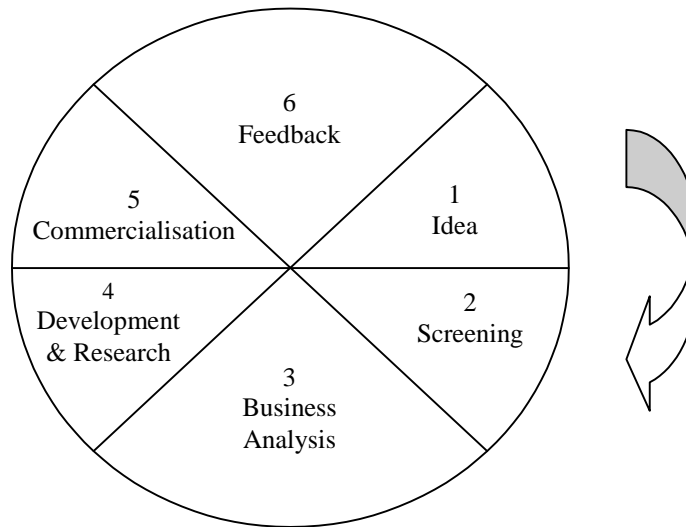 6
Feedback
5
Commercialisation
1
Idea
4
Development
& Research
2
Screening
3
Business
Analysis